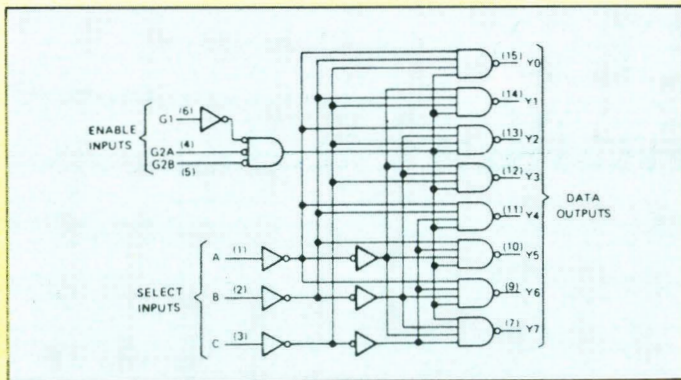 (15) Y0
(14) Y1
(6)
G1
ENABLE
INPUTS
(4)
G2A
G2B
(5)
(13) Y2
(12) Y3
DATA
OUTPUTS
(11) Y4
A (1)
(10) Y5
SELECT
INPUTS
B (2)
(9) Y6
C (3)
(7) Y7